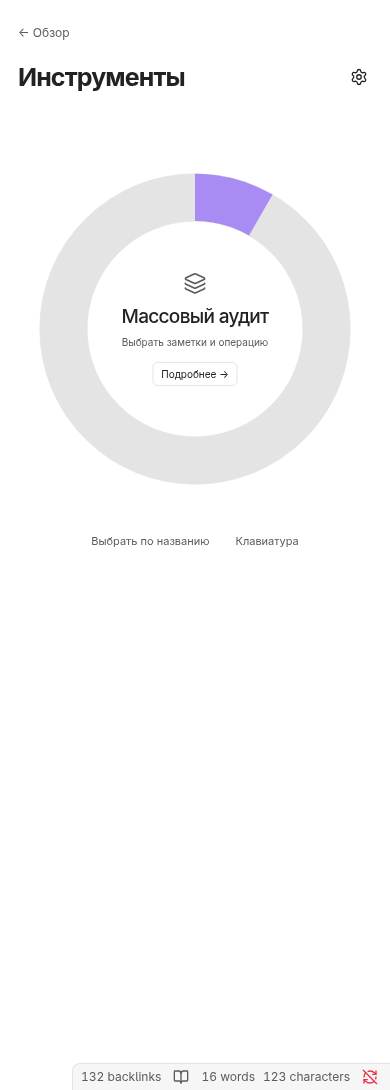 ← Обзор
Инструменты
Массовый аудит
Выбрать заметки и операцию
Подробнее →
Выбрать по названию Клавиатура
132 backlinks 16 words 123 characters